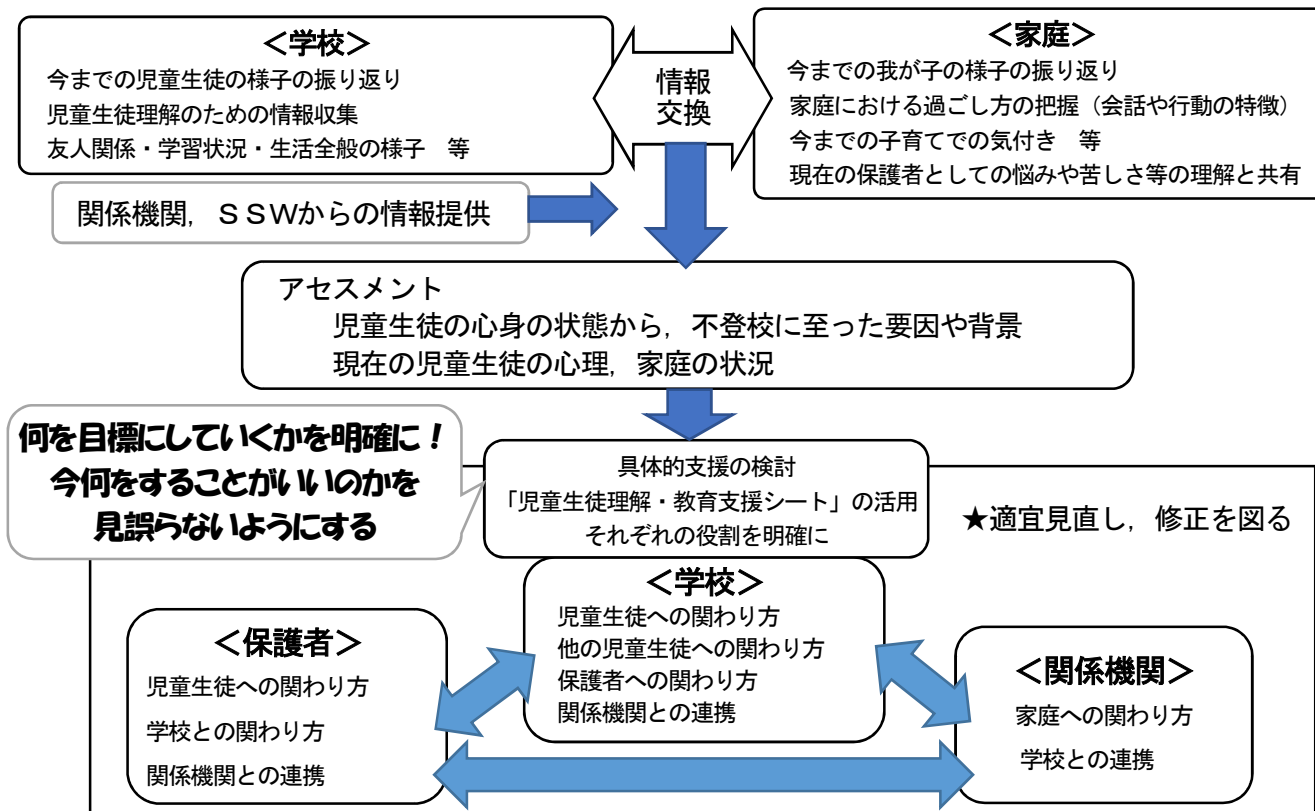 ＜学校＞
今までの児童生徒の様子の振り返り
児童生徒理解のための情報収集
友人関係・学習状況・生活全般の様子　等
情報
交換
＜家庭＞
今までの我が子の様子の振り返り
家庭における過ごし方の把握（会話や行動の特徴）
今までの子育てでの気付き　等
現在の保護者としての悩みや苦しさ等の理解と共有
関係機関，ＳＳＷからの情報提供
アセスメント
児童生徒の心身の状態から，不登校に至った要因や背景
現在の児童生徒の心理，家庭の状況
何を目標にしていくかを明確に！
今何をすることがいいのかを
見誤らないようにする
具体的支援の検討
「児童生徒理解・教育支援シート」の活用
それぞれの役割を明確に
★適宜見直し，修正を図る
＜保護者＞
児童生徒への関わり方
学校との関わり方
関係機関との連携
＜学校＞
児童生徒への関わり方
他の児童生徒への関わり方
保護者への関わり方
関係機関との連携
＜関係機関＞
家庭への関わり方
学校との連携